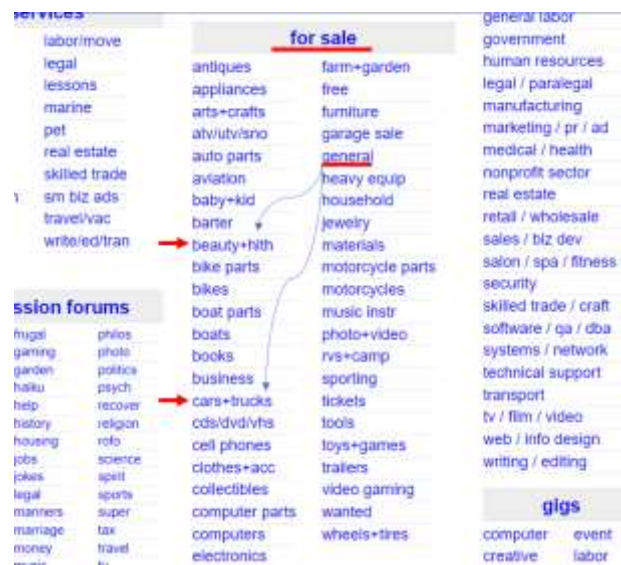 services
labor/move
legal
lessons
marine
pet
real estate
skilled trade
sm biz ads
travel/vac
write/ed/tran
ssion forums
frugal philos
gaming photo
garden politics
haiku psych
help recover
history religion
housing rofo
jobs science
jokes spirit
legal sports
manners super
marriage tax
money travel
music tv
for sale
antiques farm+garden
appliances free
arts+crafts furniture
atv/utv/sno garage sale
auto parts general
aviation heavy equip
baby+kid household
barter jewelry
beauty+hlth materials
bike parts motorcycle parts
bikes motorcycles
boat parts music instr
boats photo+video
books rvs+camp
business sporting
cars+trucks tickets
cds/dvd/vhs tools
cell phones toys+games
clothes+acc trailers
collectibles video gaming
computer parts wanted
computers wheels+tires
electronics
general labor
government
human resources
legal / paralegal
manufacturing
marketing / pr / ad
medical / health
nonprofit sector
real estate
retail / wholesale
sales / biz dev
salon / spa / fitness
security
skilled trade / craft
software / qa / dba
systems / network
technical support
transport
tv / film / video
web / info design
writing / editing
gigs
computer event
creative labor